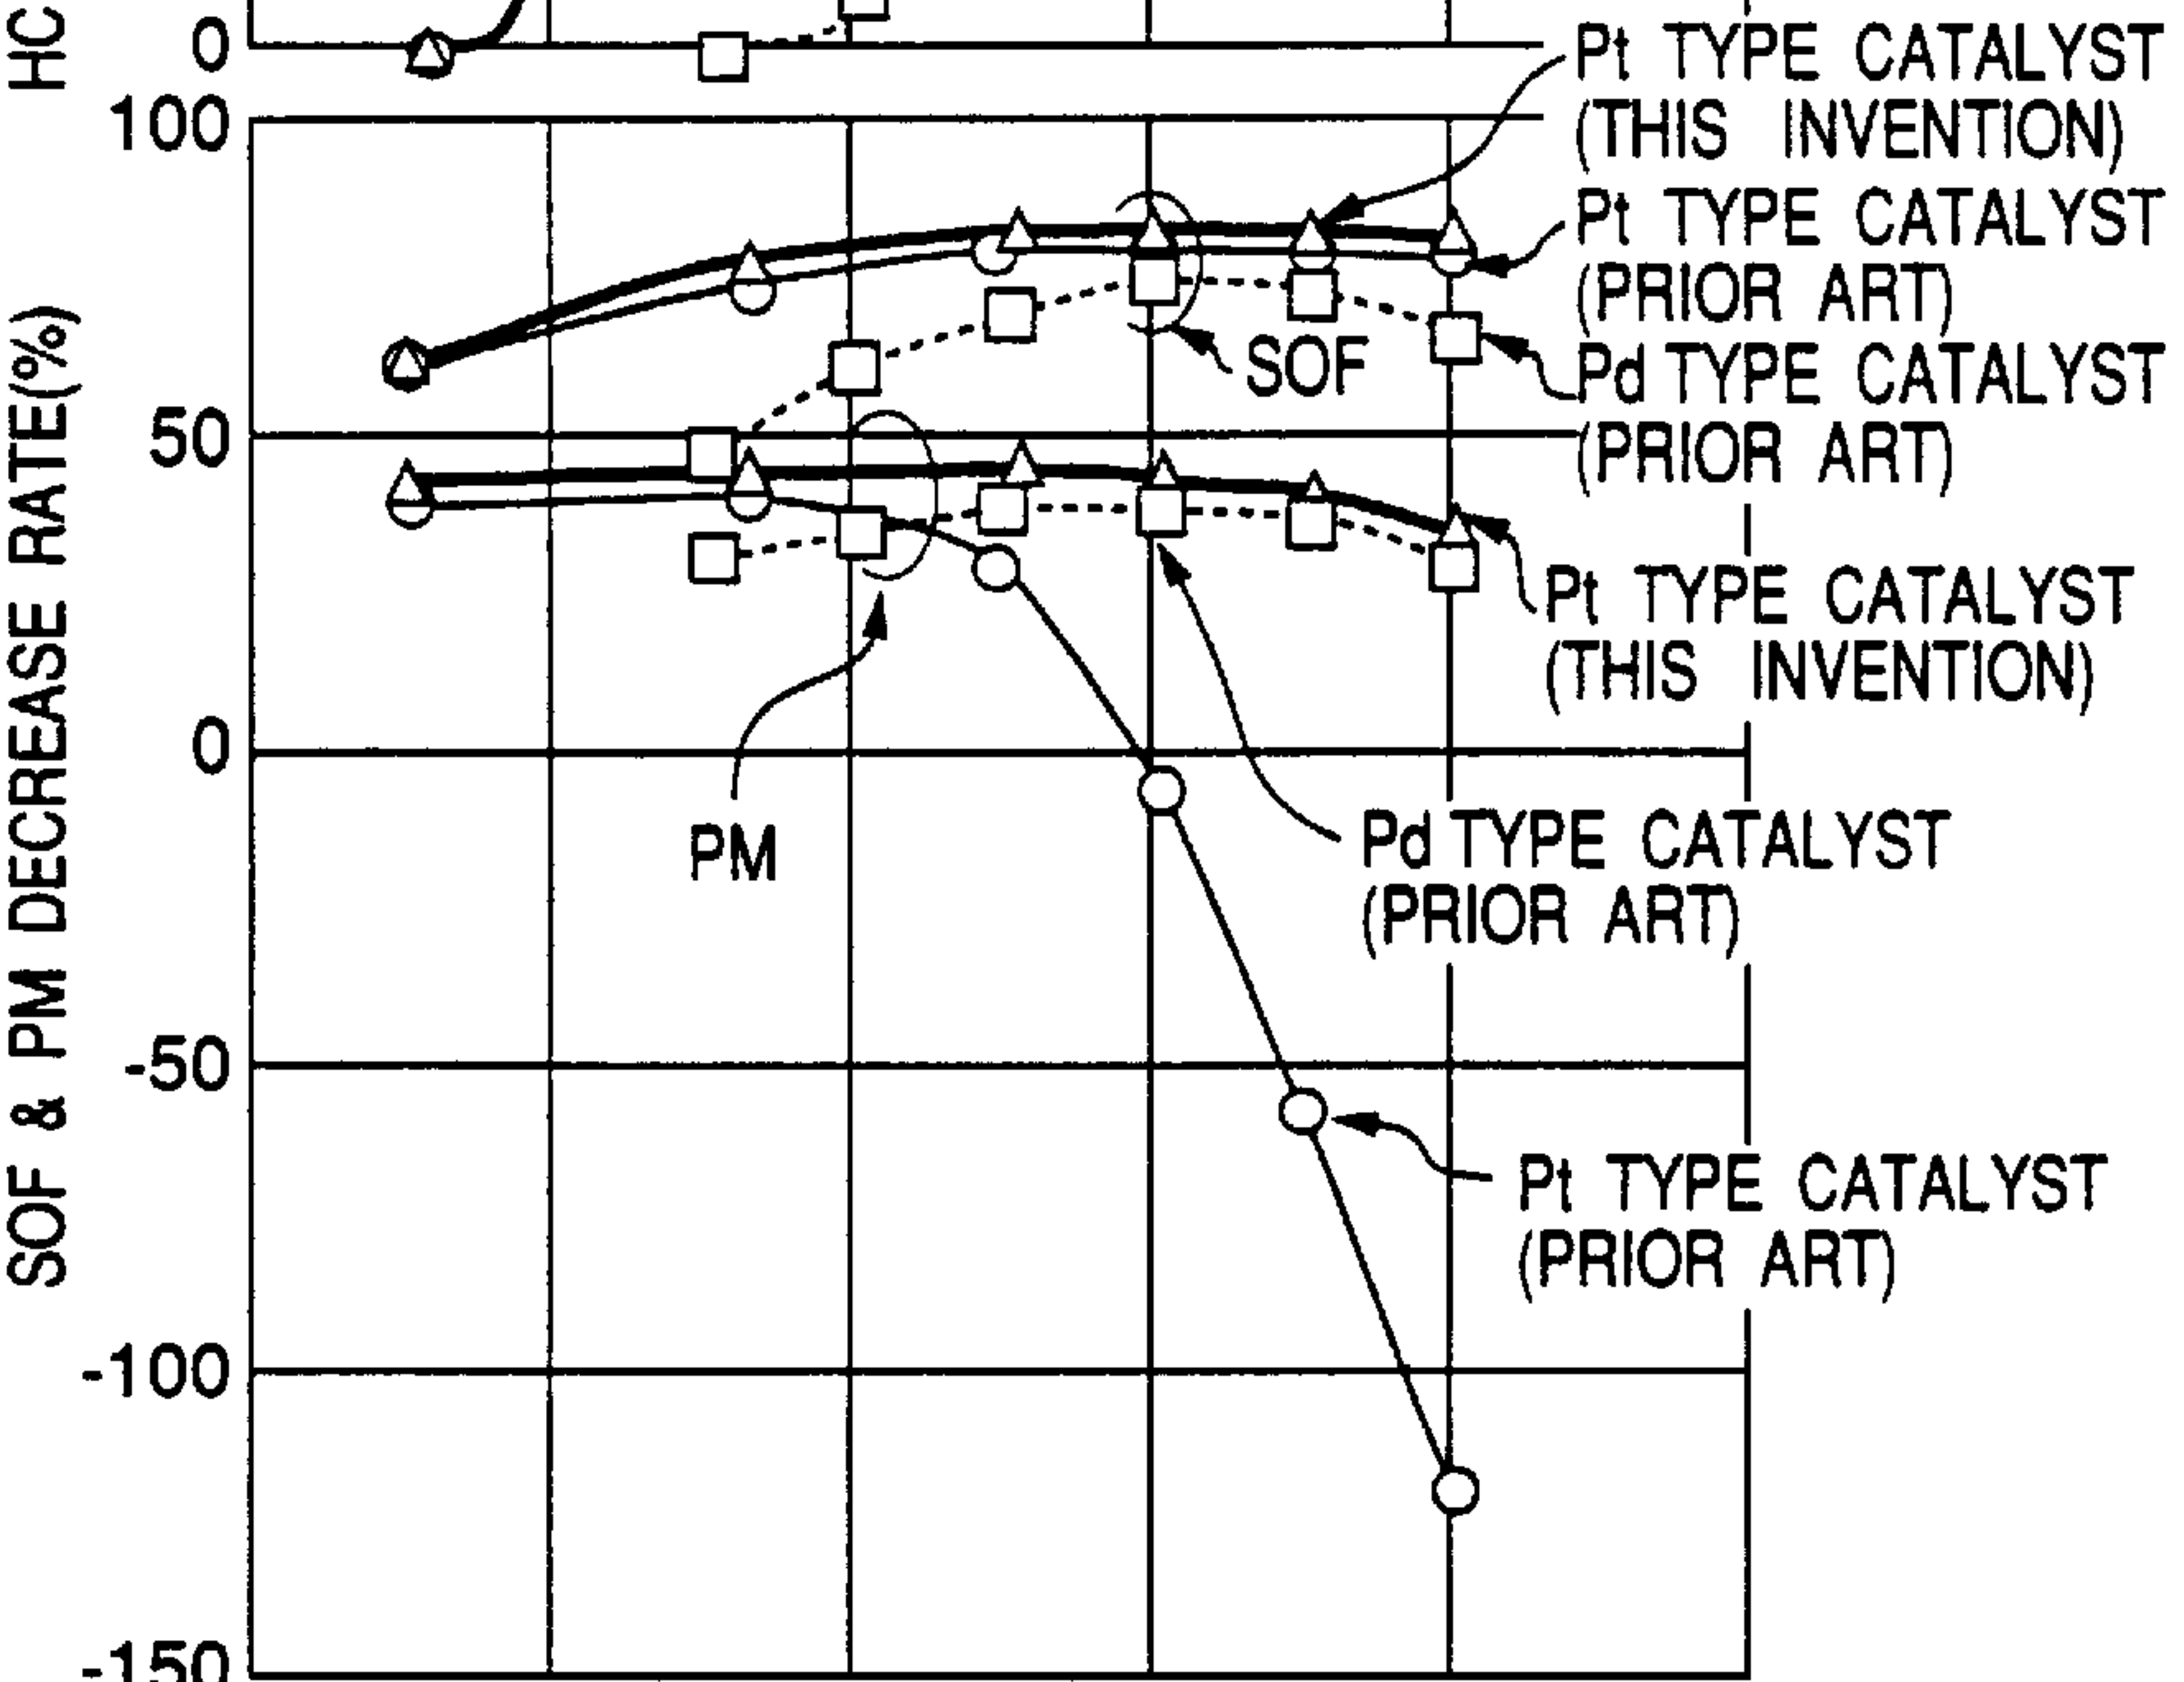 HC
0
Pt TYPE CATALYST
(THIS INVENTION)
100
Pt TYPE CATALYST
(PRIOR ART)
SOF
Pd TYPE CATALYST
(PRIOR ART)
50
SOF & PM DECREASE RATE(%)
Pt TYPE CATALYST
(THIS INVENTION)
0
PM
Pd TYPE CATALYST
(PRIOR ART)
-50
Pt TYPE CATALYST
(PRIOR ART)
-100
-150